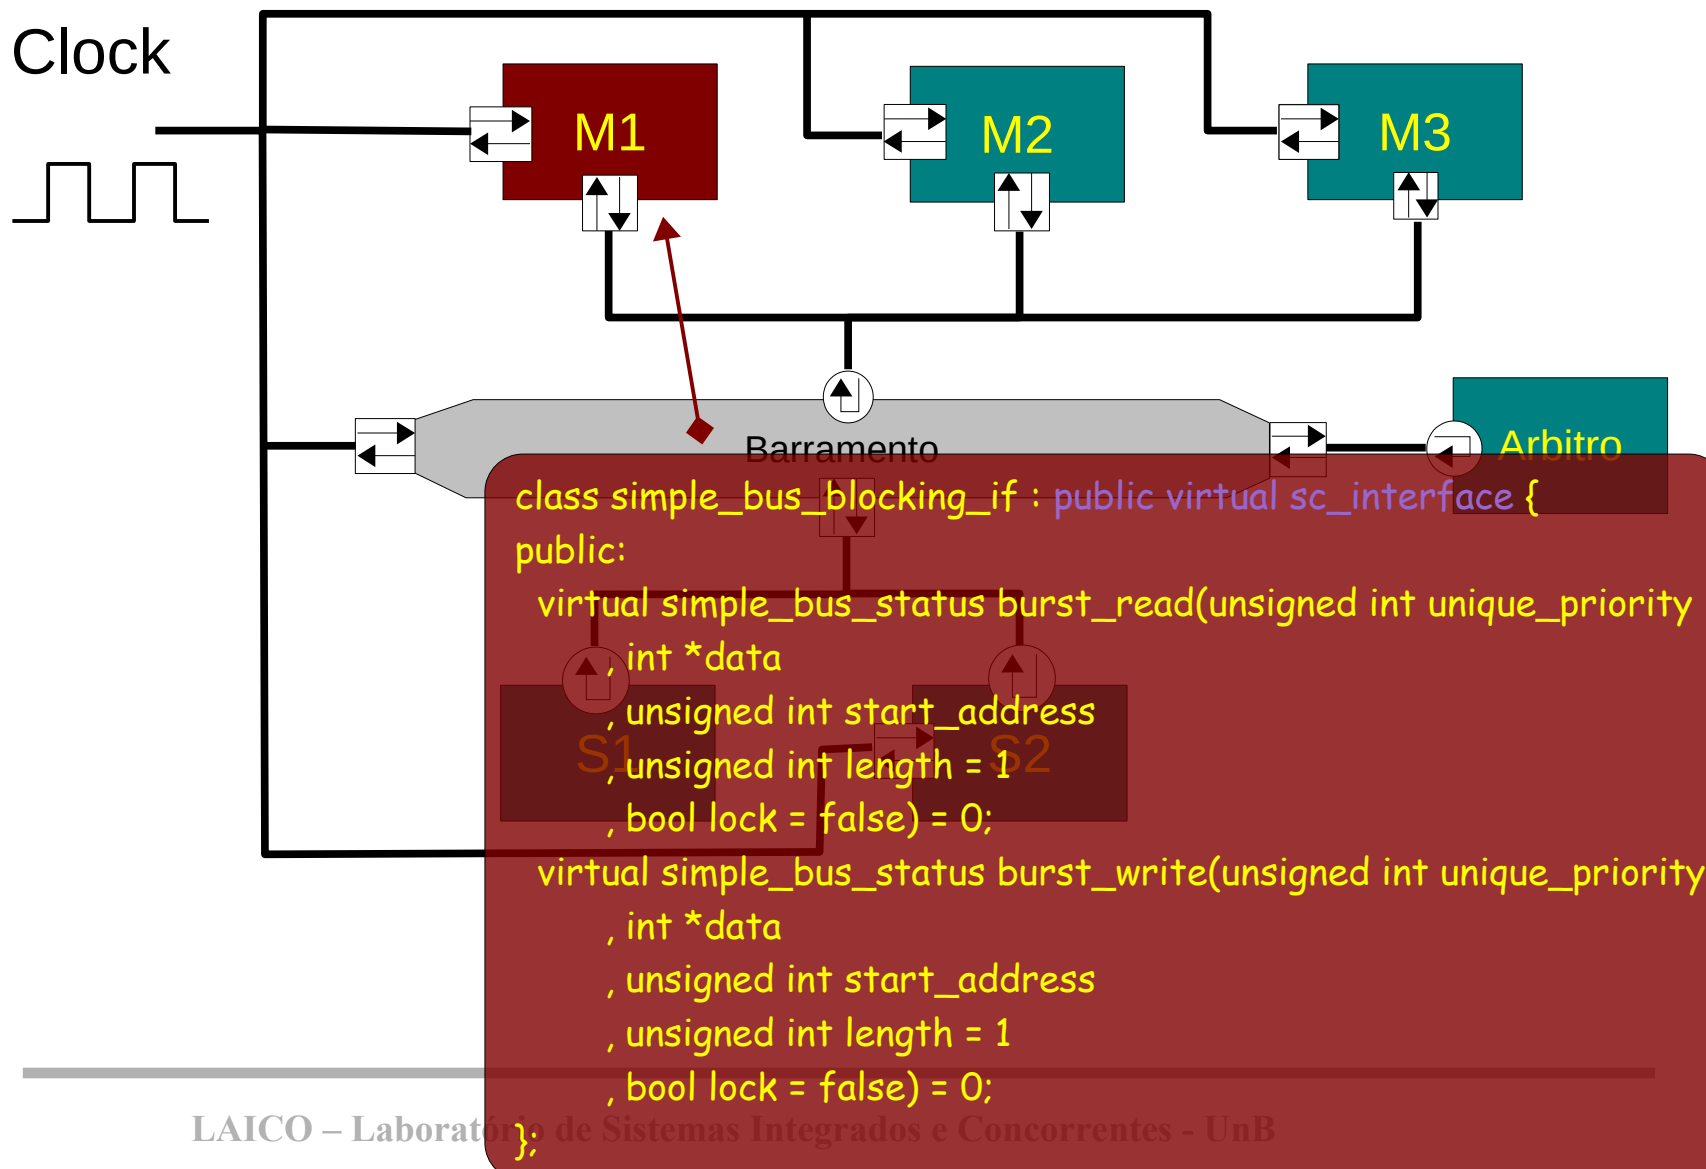 Clock
M1
M2
M3
Barramento
Arbitro
class simple_bus_blocking_if : public virtual sc_interface {
public:
virtual simple_bus_status burst_read(unsigned int unique_priority
, int *data
, unsigned int start_address
, unsigned int length = 1
, bool lock = false) = 0;
virtual simple_bus_status burst_write(unsigned int unique_priority
, int *data
, unsigned int start_address
, unsigned int length = 1
, bool lock = false) = 0;
};
S1
S2
LAICO – Laboratório de Sistemas Integrados e Concorrentes - UnB